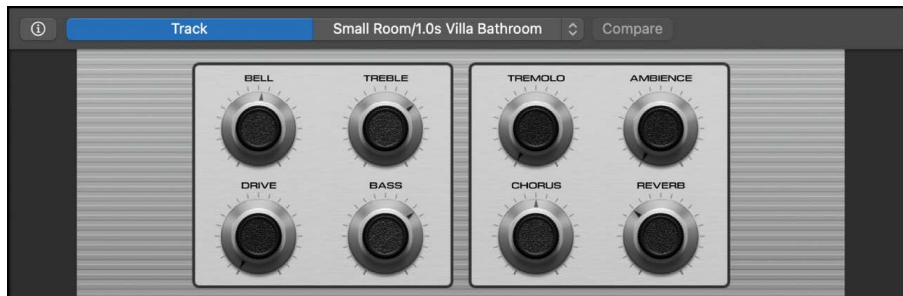 Track
Small Room/1.0s Villa Bathroom
Compare
BELL
TREBLE
DRIVE
BASS
TREMOLO
AMBIENCE
CHORUS
REVERB